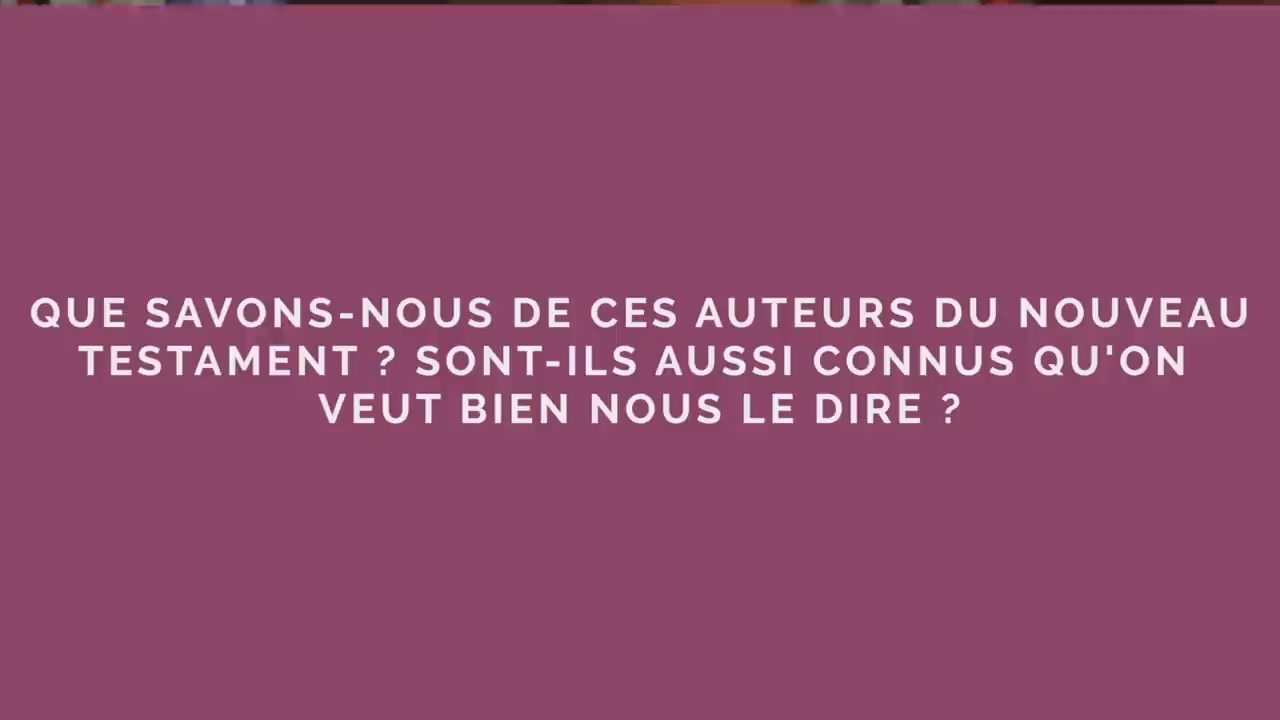 QUE SAVONS-NOUS DE CES AUTEURS DU NOUVEAU
TESTAMENT ? SONT-ILS AUSSI CONNUS QU'ON
VEUT BIEN NOUS LE DIRE ?